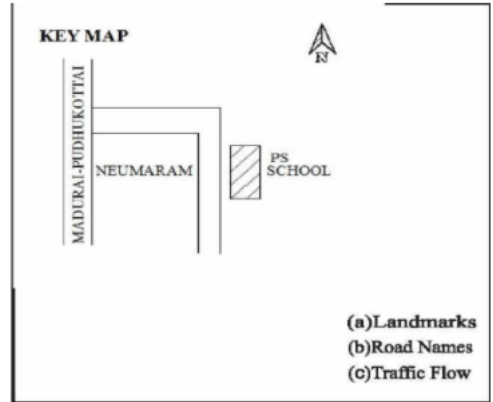 KEY MAP
N
MADURAI-PUDHUKOTTAI
NEUMARAM
PS
SCHOOL
(a)Landmarks
(b)Road Names
(c)Traffic Flow